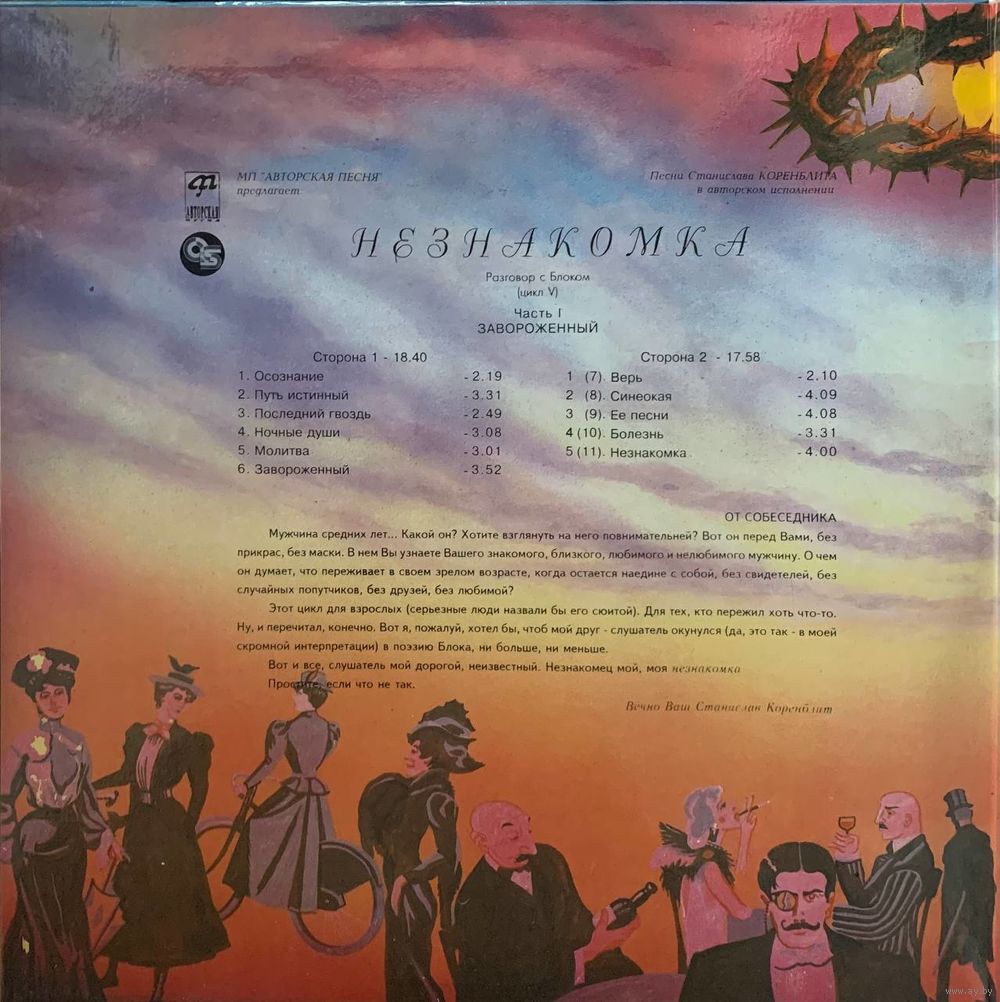 МП "АВТОРСКАЯ ПЕСНЯ"
предлагает
Песни Станислава КОРЕНБЛИТА
в авторском исполнении
АВТОРСКАЯ
НЕЗНАКОМКА
Разговор с Блоком
(цикл V)
Часть I
ЗАВОРОЖЕННЫЙ
Сторона 1 - 18.40
1. Осознание - 2.19
2. Путь истинный - 3.31
3. Последний гвоздь - 2.49
4. Ночные души - 3.08
5. Молитва - 3.01
6. Завороженный - 3.52
Сторона 2 - 17.58
1 (7). Верь - 2.10
2 (8). Синеокая - 4.09
3 (9). Ее песни - 4.08
4 (10). Болезнь - 3.31
5 (11). Незнакомка - 4.00
ОТ СОБЕСЕДНИКА
Мужчина средних лет... Какой он? Хотите взглянуть на него повнимательней? Вот он перед Вами, без
прикрас, без маски. В нем Вы узнаете Вашего знакомого, близкого, любимого и нелюбимого мужчину. О чем
он думает, что переживает в своем зрелом возрасте, когда остается наедине с собой, без свидетелей, без
случайных попутчиков, без друзей, без любимой?
Этот цикл для взрослых (серьезные люди назвали бы его сюитой). Для тех, кто пережил хоть что-то.
Ну, и перечитал, конечно. Вот я, пожалуй, хотел бы, чтоб мой друг - слушатель окунулся (да, это так - в моей
скромной интерпретации) в поэзию Блока, ни больше, ни меньше.
Вот и все, слушатель мой дорогой, неизвестный. Незнакомец мой, моя незнакомка
Простите, если что не так.
Вечно Ваш Станислав Коренблит
www.ay.by